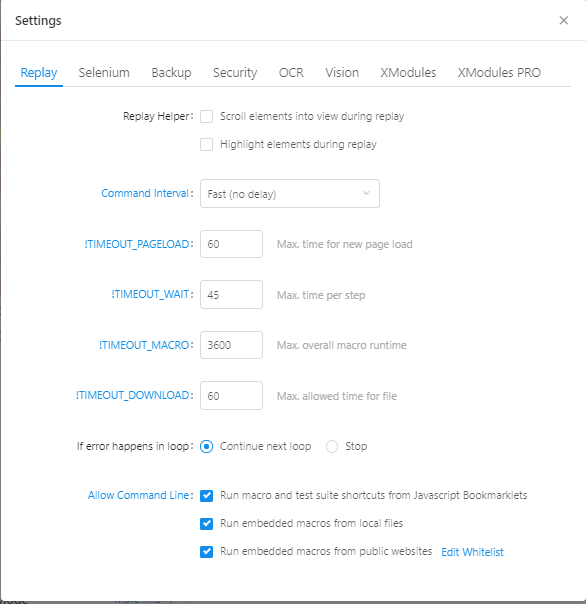 Settings
Replay Selenium Backup Security OCR Vision XModules XModules PRO
Replay Helper: Scroll elements into view during replay
Highlight elements during replay
Command Interval: Fast (no delay)
!TIMEOUT_PAGELOAD: 60 Max. time for new page load
!TIMEOUT_WAIT: 45 Max. time per step
!TIMEOUT_MACRO: 3600 Max. overall macro runtime
!TIMEOUT_DOWNLOAD: 60 Max. allowed time for file
If error happens in loop: Continue next loop Stop
Allow Command Line: Run macro and test suite shortcuts from Javascript Bookmarklets
Run embedded macros from local files
Run embedded macros from public websites Edit Whitelist